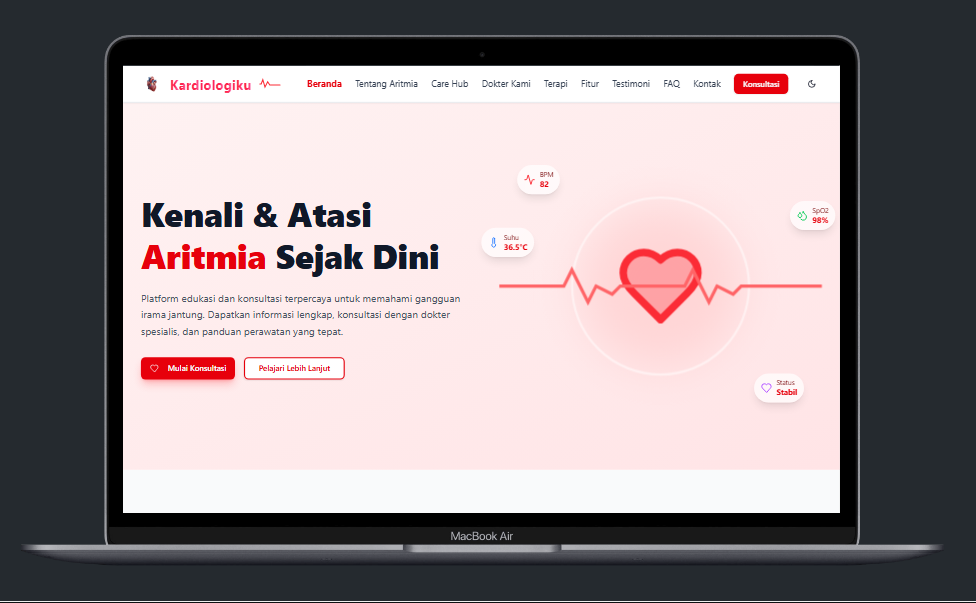 Kardiologiku
Beranda Tentang Aritmia Care Hub Dokter Kami Terapi Fitur Testimoni FAQ Kontak Konsultasi
BPM
82
SpO2
98%
Suhu
36.5°C
Kenali & Atasi
Aritmia Sejak Dini
Platform edukasi dan konsultasi terpercaya untuk memahami gangguan
irama jantung. Dapatkan informasi lengkap, konsultasi dengan dokter
spesialis, dan panduan perawatan yang tepat.
Mulai Konsultasi
Pelajari Lebih Lanjut
Status
Stabil
MacBook Air